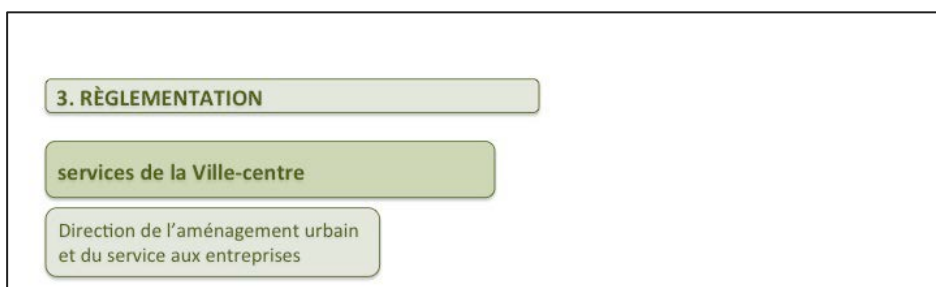 3. RÈGLEMENTATION
services de la Ville-centre
Direction de l'aménagement urbain
et du service aux entreprises